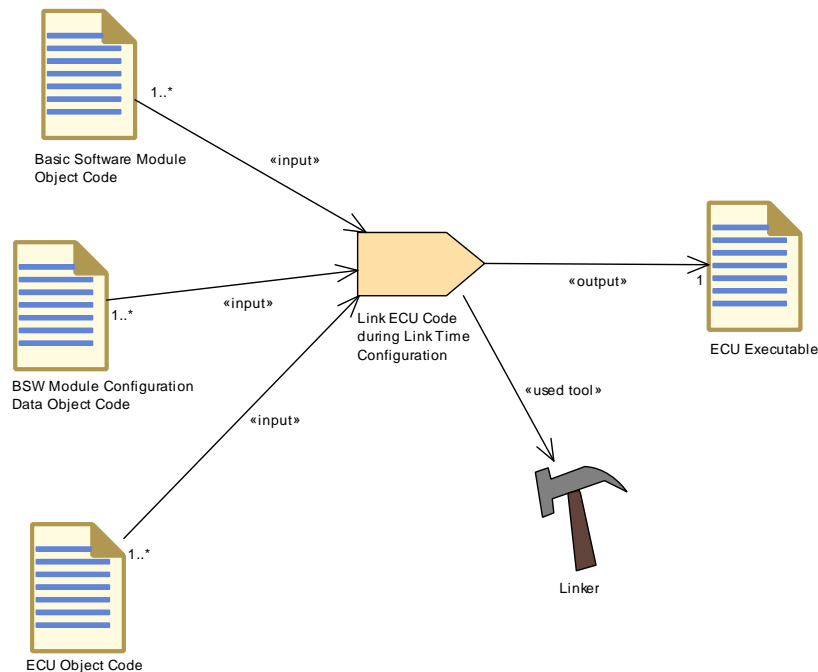 1..*
Basic Software Module
Object Code
«input»
1..*
«input»
BSW Module Configuration
Data Object Code
Link ECU Code
during Link Time
Configuration
«output»
1
ECU Executable
«used tool»
«input»
1..*
Linker
ECU Object Code